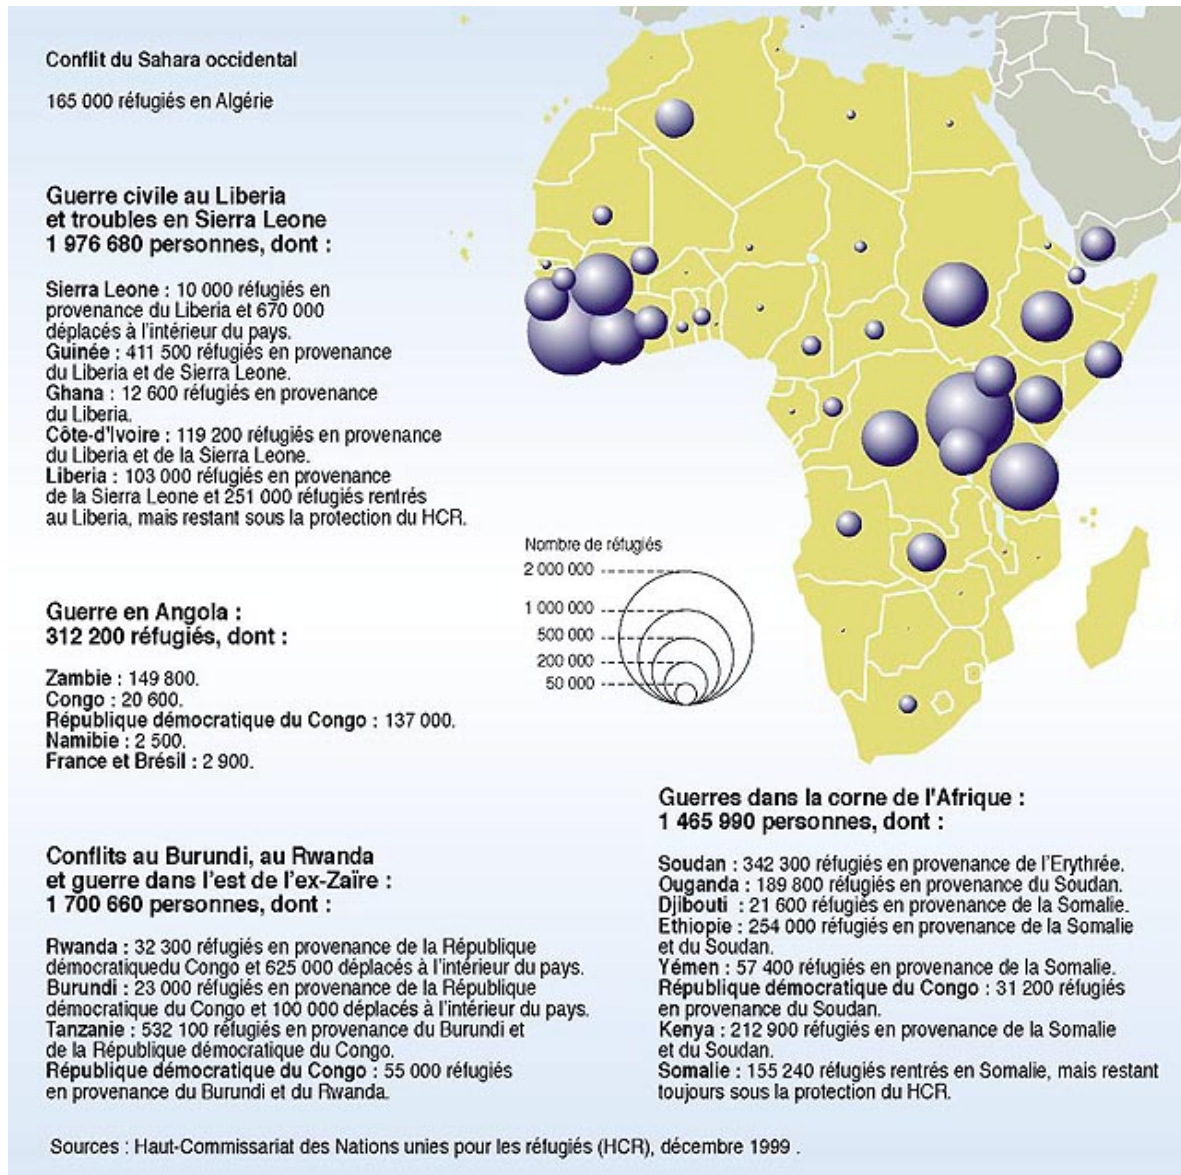 Conflit du Sahara occidental
165 000 réfugiés en Algérie
Guerre civile au Liberia
et troubles en Sierra Leone
1 976 680 personnes, dont :
Sierra Leone : 10 000 réfugiés en
provenance du Liberia et 670 000
déplacés à l'intérieur du pays.
Guinée : 411 500 réfugiés en provenance
du Liberia et de Sierra Leone.
Ghana : 12 600 réfugiés en provenance
du Liberia.
Côte-d'Ivoire : 119 200 réfugiés en provenance
du Liberia et de la Sierra Leone.
Liberia : 103 000 réfugiés en provenance
de la Sierra Leone et 251 000 réfugiés rentrés
au Liberia, mais restant sous la protection du HCR.
Nombre de réfugiés
2 000 000
1 000 000
500 000
200 000
50 000
Guerre en Angola :
312 200 réfugiés, dont :
Zambie : 149 800.
Congo : 20 600.
République démocratique du Congo : 137 000.
Namibie : 2 500.
France et Brésil : 2 900.
Conflits au Burundi, au Rwanda
et guerre dans l'est de l'ex-Zaïre :
1 700 660 personnes, dont :
Rwanda : 32 300 réfugiés en provenance de la République
démocratiquedu Congo et 625 000 déplacés à l'intérieur du pays.
Burundi : 23 000 réfugiés en provenance de la République
démocratique du Congo et 100 000 déplacés à l'intérieur du pays.
Tanzanie : 532 100 réfugiés en provenance du Burundi et
de la République démocratique du Congo.
République démocratique du Congo : 55 000 réfugiés
en provenance du Burundi et du Rwanda.
Guerres dans la corne de l'Afrique :
1 465 990 personnes, dont :
Soudan : 342 300 réfugiés en provenance de l'Erythrée.
Ouganda : 189 800 réfugiés en provenance du Soudan.
Djibouti : 21 600 réfugiés en provenance de la Somalie.
Ethiopie : 254 000 réfugiés en provenance de la Somalie
et du Soudan.
Yémen : 57 400 réfugiés en provenance de la Somalie.
République démocratique du Congo : 31 200 réfugiés
en provenance du Soudan.
Kenya : 212 900 réfugiés en provenance de la Somalie
et du Soudan.
Somalie : 155 240 réfugiés rentrés en Somalie, mais restant
toujours sous la protection du HCR.
Sources : Haut-Commissariat des Nations unies pour les réfugiés (HCR), décembre 1999 .